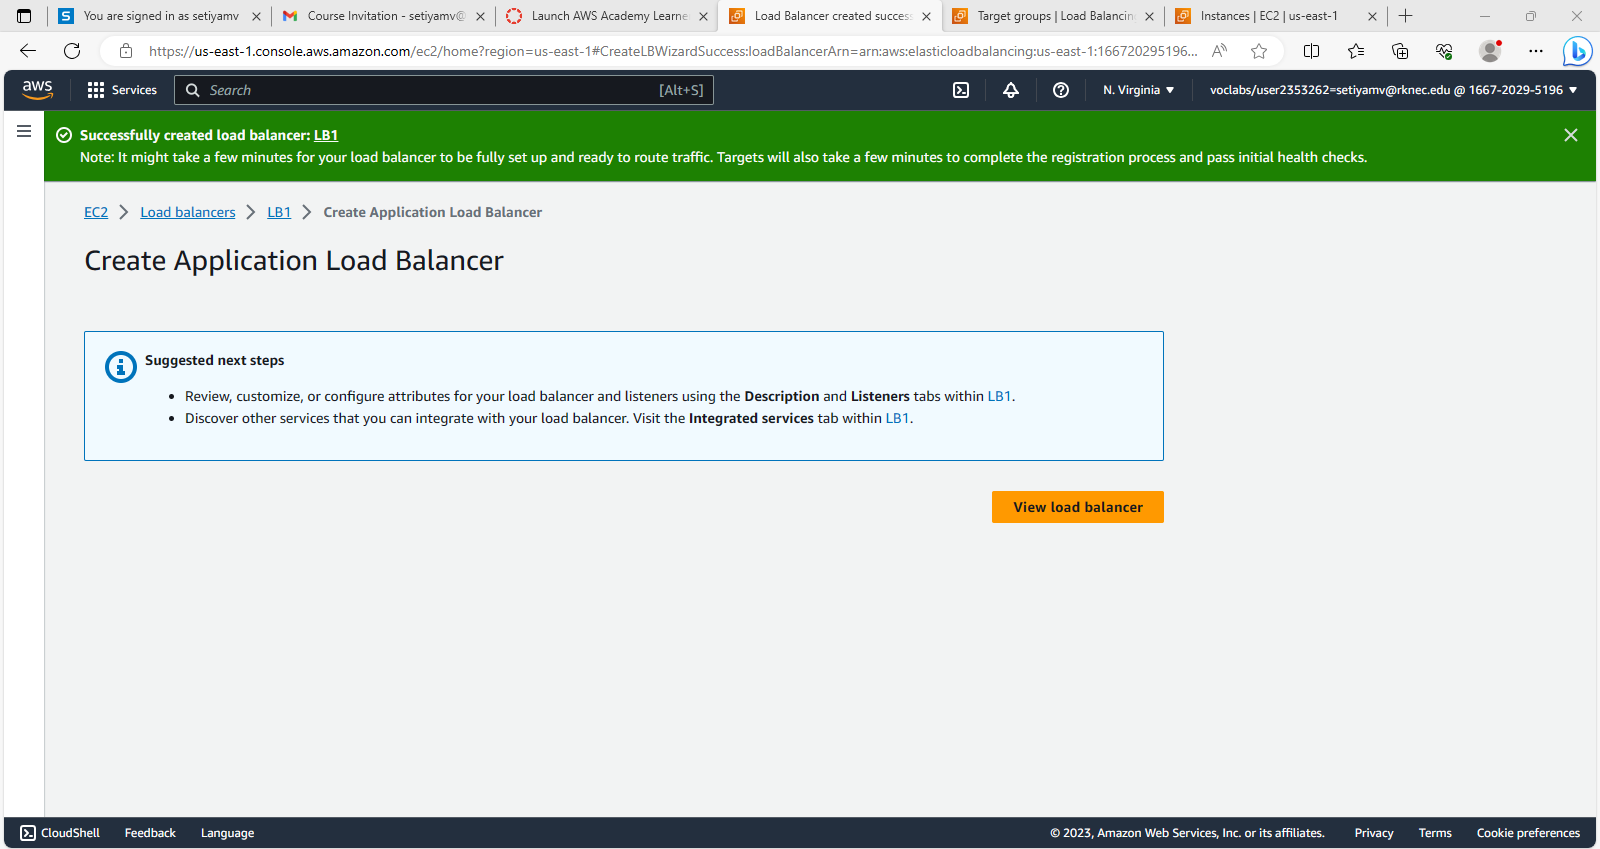 You are signed in as setiyamv
Course Invitation - setiyamv@
Launch AWS Academy Learne
Load Balancer created success
Target groups | Load Balancing
Instances | EC2 | us-east-1
https://us-east-1.console.aws.amazon.com/ec2/home?region=us-east-1#CreateLBWizardSuccess:loadBalancerArn=arn:aws:elasticloadbalancing:us-east-1:166720295196...
aws
Services
Search
[Alt+S]
N. Virginia
voclabs/user2353262=setiyamv@rknec.edu @ 1667-2029-5196
Successfully created load balancer: LB1
Note: It might take a few minutes for your load balancer to be fully set up and ready to route traffic. Targets will also take a few minutes to complete the registration process and pass initial health checks.
EC2 > Load balancers > LB1 > Create Application Load Balancer
Create Application Load Balancer
Suggested next steps
• Review, customize, or configure attributes for your load balancer and listeners using the Description and Listeners tabs within LB1.
• Discover other services that you can integrate with your load balancer. Visit the Integrated services tab within LB1.
View load balancer
CloudShell
Feedback
Language
© 2023, Amazon Web Services, Inc. or its affiliates.
Privacy
Terms
Cookie preferences